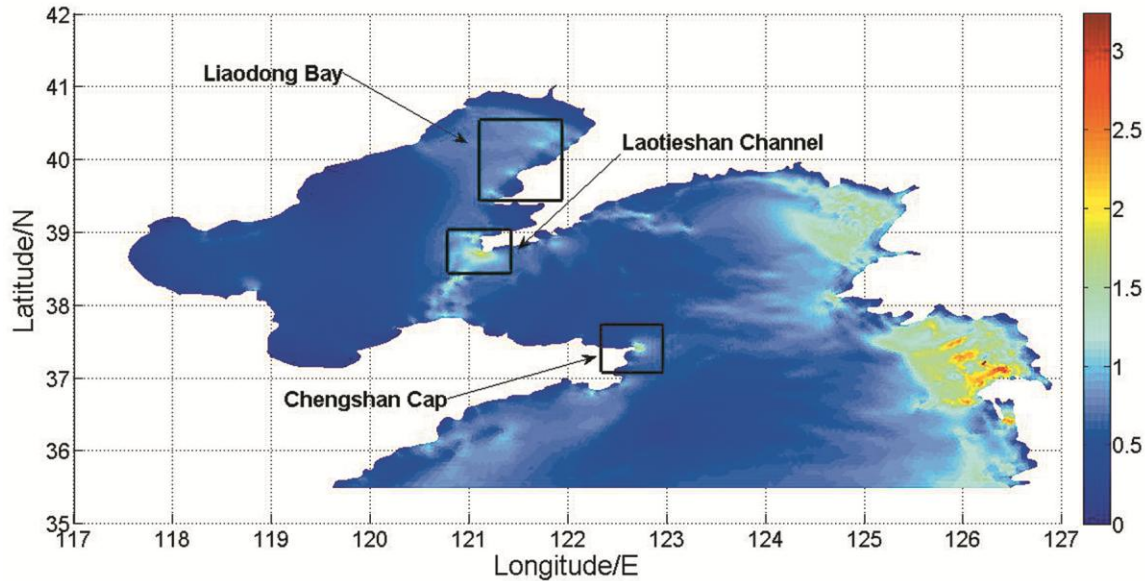 42
41
40
39
38
37
36
35
Latitude/N
Liaodong Bay
Laotieshan Channel
Chengshan Cap
117 118 119 120 121 122 123 124 125 126 127
Longitude/E
3
2.5
2
1.5
1
0.5
0